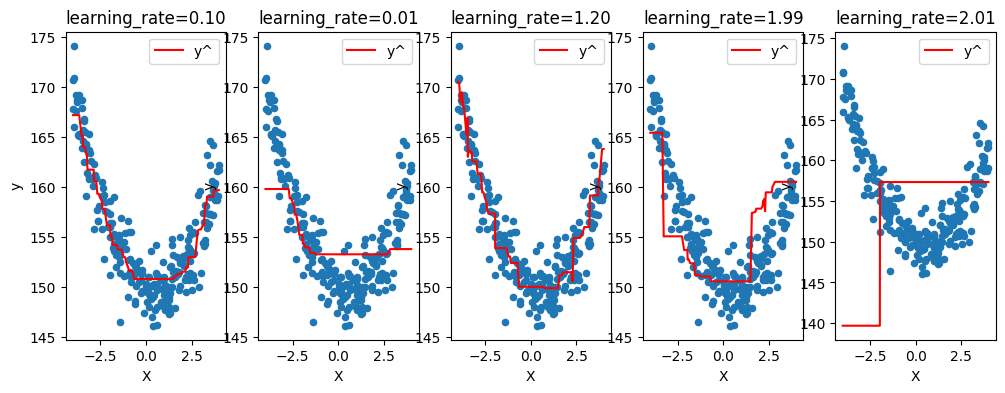 learning_rate=0.10
y^
175
170
165
160
155
150
145
y
−2.5 0.0 2.5
X
learning_rate=0.01
y^
175
170
165
160
155
150
145
y
−2.5 0.0 2.5
X
learning_rate=1.20
y^
175
170
165
160
155
150
145
y
−2.5 0.0 2.5
X
learning_rate=1.99
y^
175
170
165
160
155
150
145
y
−2.5 0.0 2.5
X
learning_rate=2.01
y^
175
170
165
160
155
150
145
140
y
−2.5 0.0 2.5
X